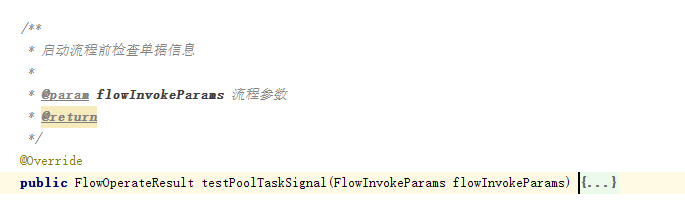 /**
* 启动流程前检查单据信息
*
* @param flowInvokeParams 流程参数
* @return
*/
@Override
public FlowOperateResult testPoolTaskSignal(FlowInvokeParams flowInvokeParams) {...}